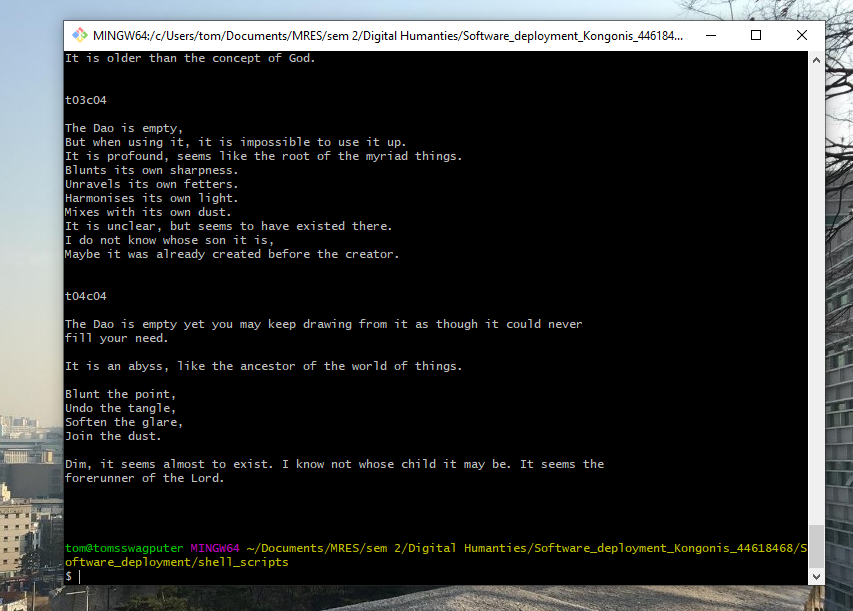 MINGW64:/c/Users/tom/Documents/MRES/sem 2/Digital Humanties/Software_deployment_Kongonis_446184...
It is older than the concept of God.
t03c04
The Dao is empty,
But when using it, it is impossible to use it up.
It is profound, seems like the root of the myriad things.
Blunts its own sharpness.
Unravels its own fetters.
Harmonises its own light.
Mixes with its own dust.
It is unclear, but seems to have existed there.
I do not know whose son it is,
Maybe it was already created before the creator.
t04c04
The Dao is empty yet you may keep drawing from it as though it could never
fill your need.
It is an abyss, like the ancestor of the world of things.
Blunt the point,
Undo the tangle,
Soften the glare,
Join the dust.
Dim, it seems almost to exist. I know not whose child it may be. It seems the
forerunner of the Lord.
tom@tomsswagputer MINGW64 ~/Documents/MRES/sem 2/Digital Humanties/Software_deployment_Kongonis_44618468/S
oftware_deployment/shell_scripts
$